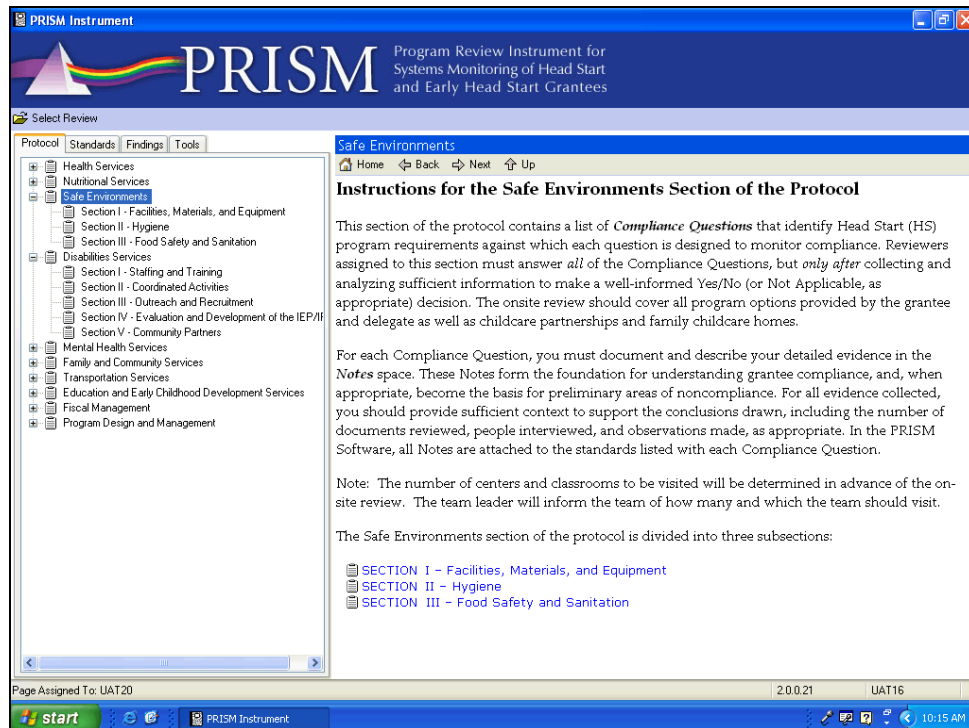 PRISM Instrument
PRISM
Program Review Instrument for
Systems Monitoring of Head Start
and Early Head Start Grantees
Select Review
Protocol Standards Findings Tools
Health Services
Nutritional Services
Safe Environments
Section I - Facilities, Materials, and Equipment
Section II - Hygiene
Section III - Food Safety and Sanitation
Disabilities Services
Section I - Staffing and Training
Section II - Coordinated Activities
Section III - Outreach and Recruitment
Section IV - Evaluation and Development of the IEP/IF
Section V - Community Partners
Mental Health Services
Family and Community Services
Transportation Services
Education and Early Childhood Development Services
Fiscal Management
Program Design and Management
Safe Environments
Home Back Next Up
Instructions for the Safe Environments Section of the Protocol
This section of the protocol contains a list of Compliance Questions that identify Head Start (HS)
program requirements against which each question is designed to monitor compliance. Reviewers
assigned to this section must answer all of the Compliance Questions, but only after collecting and
analyzing sufficient information to make a well-informed Yes/No (or Not Applicable, as
appropriate) decision. The onsite review should cover all program options provided by the grantee
and delegate as well as childcare partnerships and family childcare homes.
For each Compliance Question, you must document and describe your detailed evidence in the
Notes space. These Notes form the foundation for understanding grantee compliance, and, when
appropriate, become the basis for preliminary areas of noncompliance. For all evidence collected,
you should provide sufficient context to support the conclusions drawn, including the number of
documents reviewed, people interviewed, and observations made, as appropriate. In the PRISM
Software, all Notes are attached to the standards listed with each Compliance Question.
Note: The number of centers and classrooms to be visited will be determined in advance of the on-
site review. The team leader will inform the team of how many and which the team should visit.
The Safe Environments section of the protocol is divided into three subsections:
SECTION I – Facilities, Materials, and Equipment
SECTION II – Hygiene
SECTION III – Food Safety and Sanitation
Page Assigned To: UAT20
2.0.0.21
UAT16
start
PRISM Instrument
10:15 AM